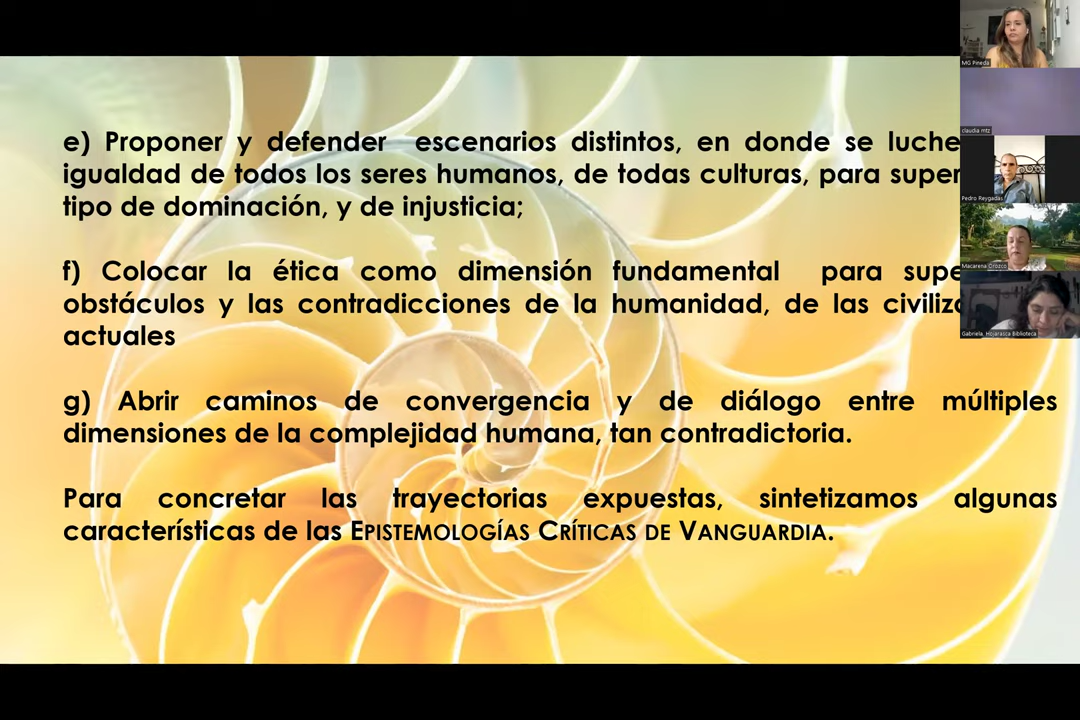 e) Proponer y defender escenarios distintos, en donde se luche
igualdad de todos los seres humanos, de todas culturas, para super
tipo de dominación, y de injusticia;
f) Colocar la ética como dimensión fundamental para supe
obstáculos y las contradicciones de la humanidad, de las civiliza
actuales
g) Abrir caminos de convergencia y de diálogo entre múltiples
dimensiones de la complejidad humana, tan contradictoria.
Para concretar las trayectorias expuestas, sintetizamos algunas
características de las EPISTEMOLOGÍAS CRÍTICAS DE VANGUARDIA.
MG Pineda
claudia mtz
Pedro Reygadas
Macarena Orozco
Gabriela, Hojarasca Biblioteca